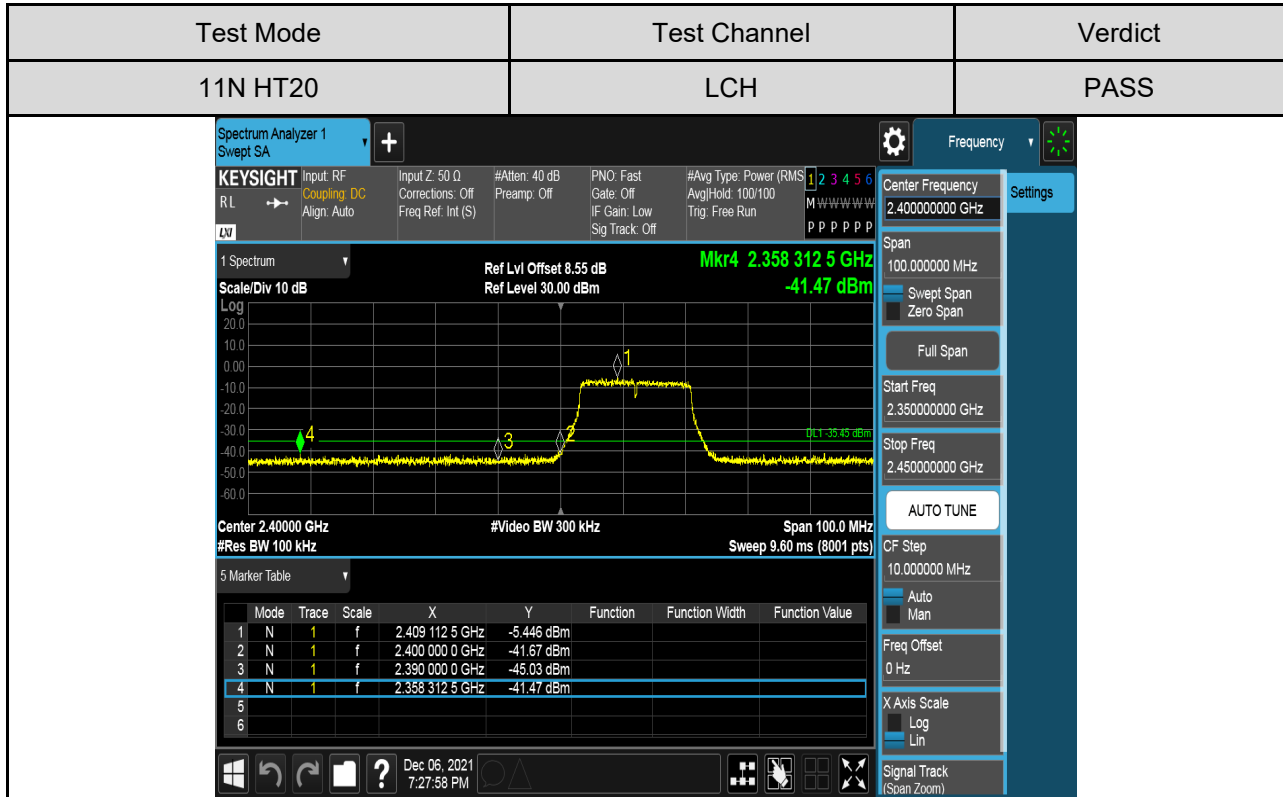 Test Mode Test Channel Verdict
11N HT20 LCH PASS
Spectrum Analyzer 1
Swept SA
+
Frequency
KEYSIGHT Input: RF Input Z: 50 Ω #Atten: 40 dB PNO: Fast #Avg Type: Power (RMS 1 2 3 4 5 6
RL Coupling: DC Corrections: Off Preamp: Off Gate: Off Avg|Hold: 100/100 M W W W W W
Align: Auto Freq Ref: Int (S) IF Gain: Low Trig: Free Run
LXI Sig Track: Off P P P P P P
1 Spectrum
Scale/Div 10 dB
Ref Lvl Offset 8.55 dB
Ref Level 30.00 dBm
Mkr4 2.358 312 5 GHz
-41.47 dBm
Log
20.0
10.0
0.00
-10.0
-20.0
-30.0
-40.0
-50.0
-60.0
1
2
3
4
DL1 -35.45 dBm
Center 2.40000 GHz #Video BW 300 kHz Span 100.0 MHz
#Res BW 100 kHz Sweep 9.60 ms (8001 pts)
5 Marker Table
Mode Trace Scale X Y Function Function Width Function Value
1 N 1 f 2.409 112 5 GHz -5.446 dBm
2 N 1 f 2.400 000 0 GHz -41.67 dBm
3 N 1 f 2.390 000 0 GHz -45.03 dBm
4 N 1 f 2.358 312 5 GHz -41.47 dBm
5
6
?
Dec 06, 2021
7:27:58 PM
Center Frequency
2.400000000 GHz
Settings
Span
100.000000 MHz
Swept Span
Zero Span
Full Span
Start Freq
2.350000000 GHz
Stop Freq
2.450000000 GHz
AUTO TUNE
CF Step
10.000000 MHz
Auto
Man
Freq Offset
0 Hz
X Axis Scale
Log
Lin
Signal Track
(Span Zoom)